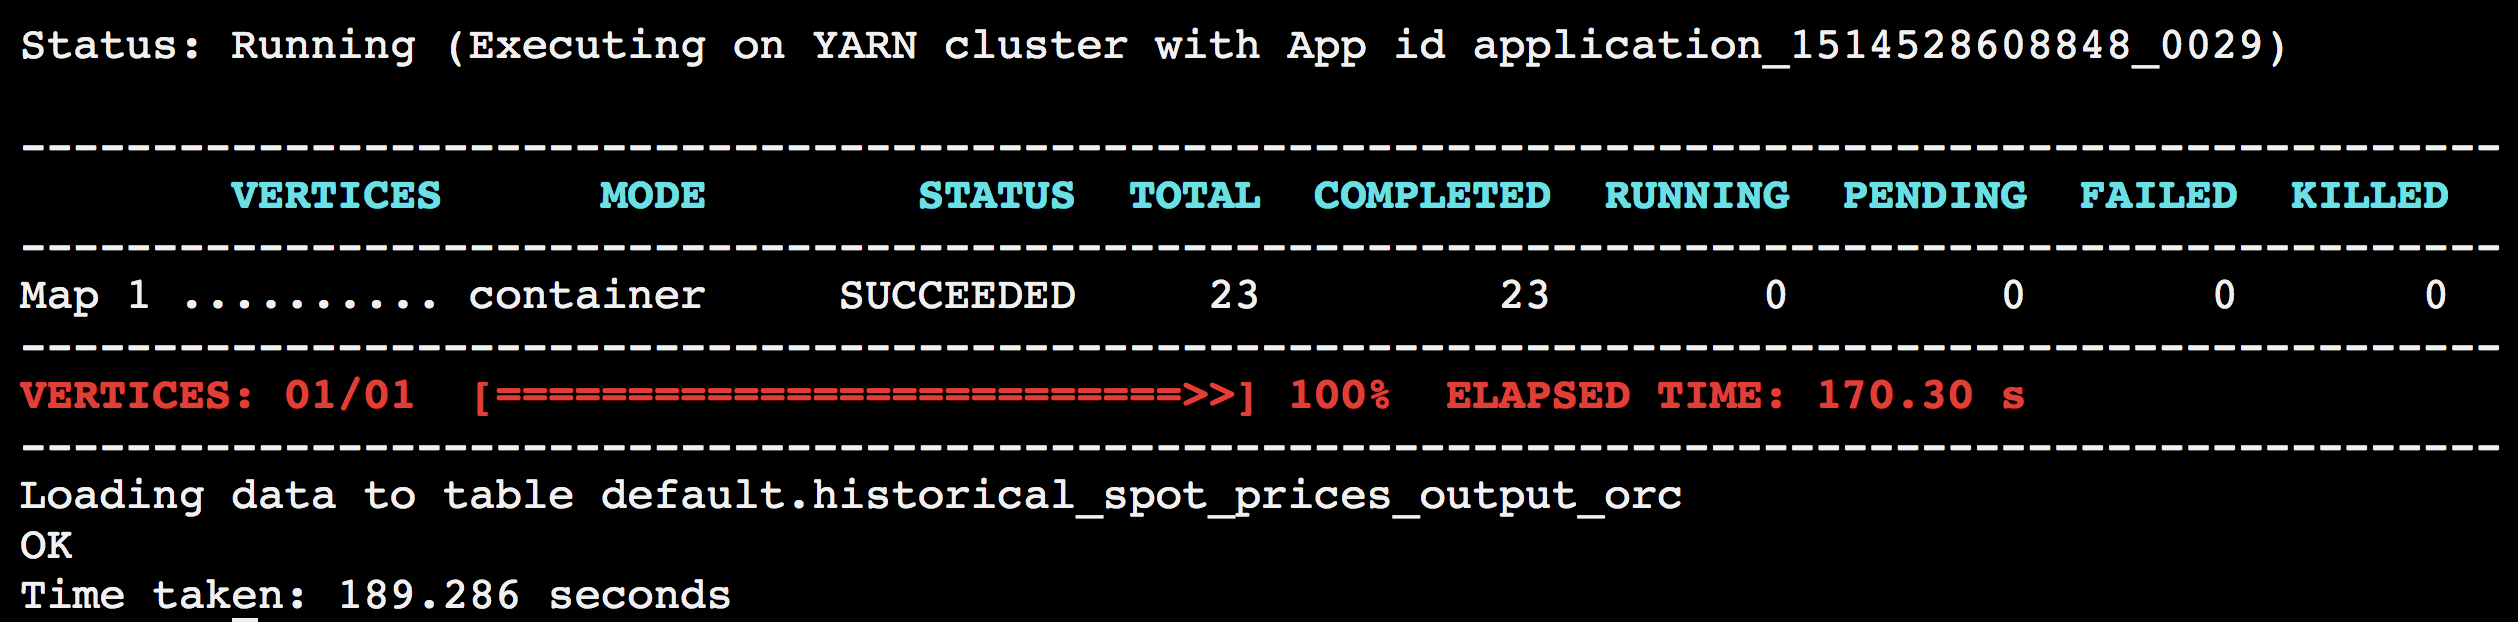 Status: Running (Executing on YARN cluster with App id application_1514528608848_0029)
----------------------------------------------------------------------------------------------
        VERTICES      MODE        STATUS  TOTAL  COMPLETED  RUNNING  PENDING  FAILED  KILLED
----------------------------------------------------------------------------------------------
Map 1 .......... container     SUCCEEDED     23         23        0        0       0       0
----------------------------------------------------------------------------------------------
VERTICES: 01/01  [==========================>>] 100%  ELAPSED TIME: 170.30 s
----------------------------------------------------------------------------------------------
Loading data to table default.historical_spot_prices_output_orc
OK
Time taken: 189.286 seconds